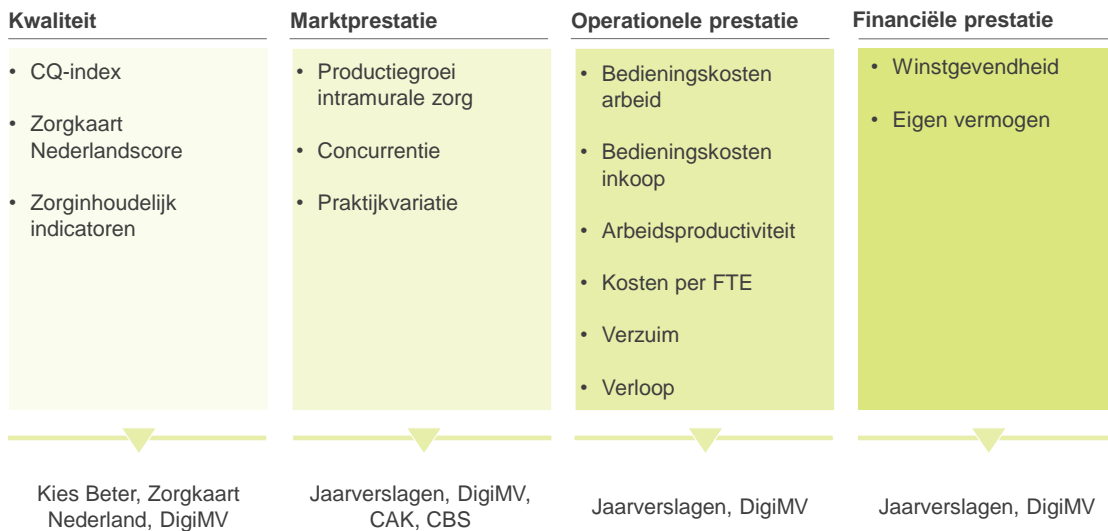 Kwaliteit
• CQ-index
• Zorgkaart
Nederlandscore
• Zorginhoudelijk
indicatoren
Kies Beter, Zorgkaart
Nederland, DigiMV
Marktprestatie
• Productiegroei
intramurale zorg
• Concurrentie
• Praktijkvariatie
Jaarverslagen, DigiMV,
CAK, CBS
Operationele prestatie
• Bedieningskosten
arbeid
• Bedieningskosten
inkoop
• Arbeidsproductiviteit
• Kosten per FTE
• Verzuim
• Verloop
Jaarverslagen, DigiMV
Financiële prestatie
• Winstgevendheid
• Eigen vermogen
Jaarverslagen, DigiMV